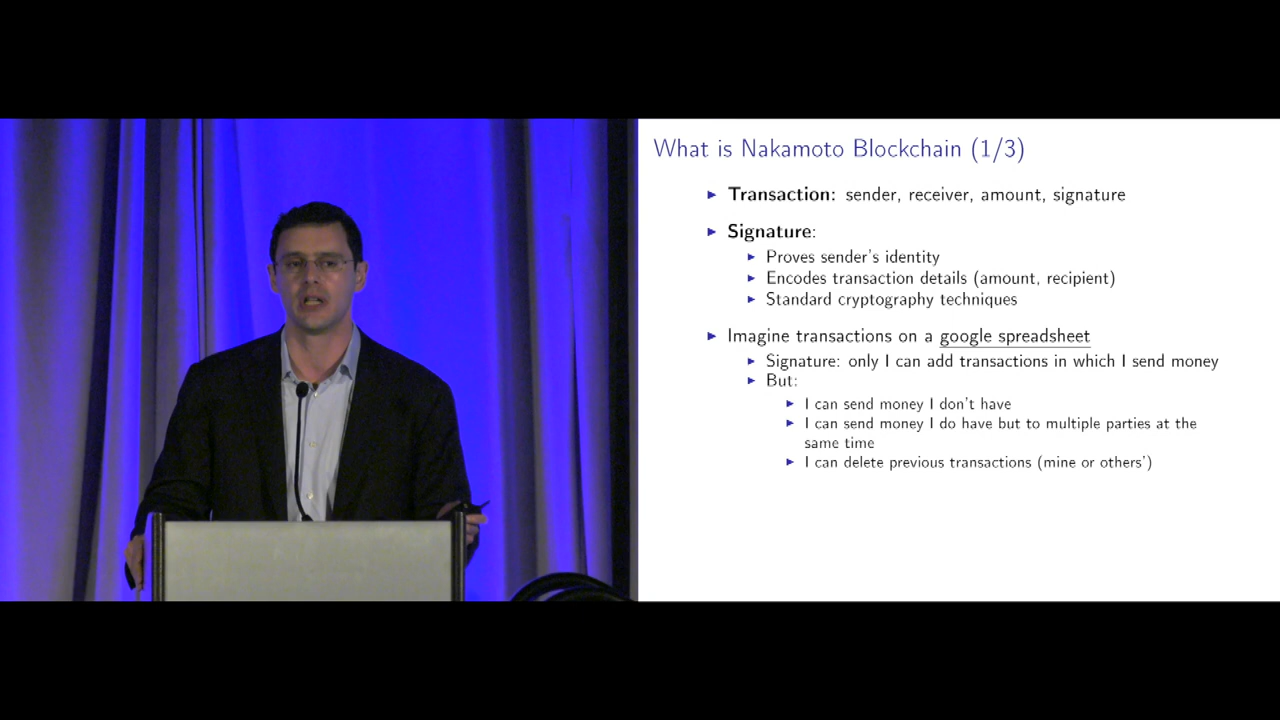 What is Nakamoto Blockchain (1/3)
► Transaction: sender, receiver, amount, signature
► Signature:
► Proves sender's identity
► Encodes transaction details (amount, recipient)
► Standard cryptography techniques
► Imagine transactions on a google spreadsheet
► Signature: only I can add transactions in which I send money
► But:
► I can send money I don't have
► I can send money I do have but to multiple parties at the
same time
► I can delete previous transactions (mine or others')